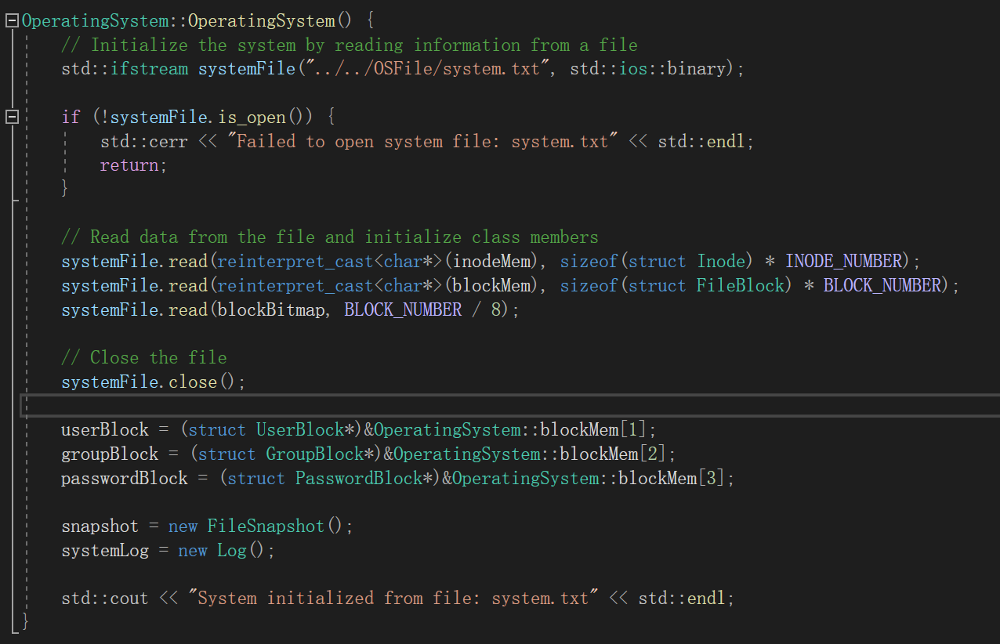 OperatingSystem::OperatingSystem() {
// Initialize the system by reading information from a file
std::ifstream systemFile("../../OSFile/system.txt", std::ios::binary);
if (!systemFile.is_open()) {
std::cerr << "Failed to open system file: system.txt" << std::endl;
return;
}
// Read data from the file and initialize class members
systemFile.read(reinterpret_cast<char*>(inodeMem), sizeof(struct Inode) * INODE_NUMBER);
systemFile.read(reinterpret_cast<char*>(blockMem), sizeof(struct FileBlock) * BLOCK_NUMBER);
systemFile.read(blockBitmap, BLOCK_NUMBER / 8);
// Close the file
systemFile.close();
userBlock = (struct UserBlock*)&OperatingSystem::blockMem[1];
groupBlock = (struct GroupBlock*)&OperatingSystem::blockMem[2];
passwordBlock = (struct PasswordBlock*)&OperatingSystem::blockMem[3];
snapshot = new FileSnapshot();
systemLog = new Log();
std::cout << "System initialized from file: system.txt" << std::endl;
}